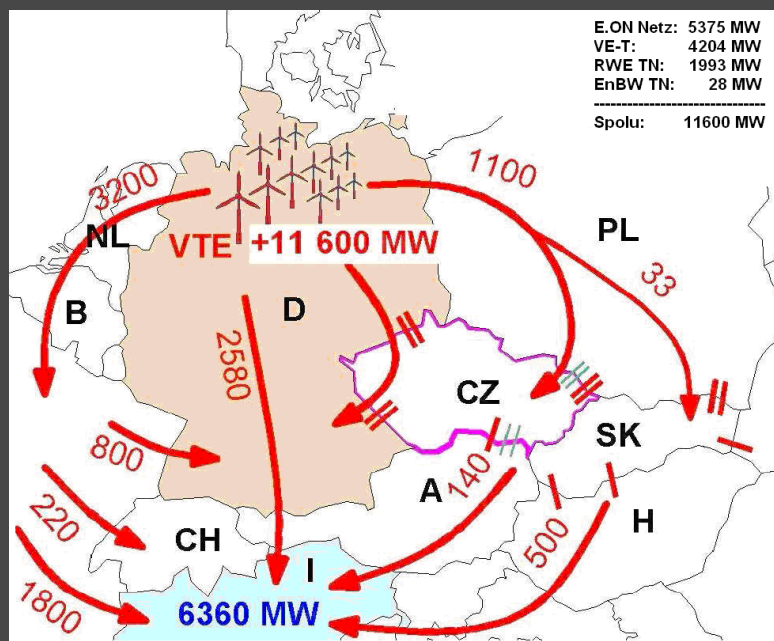 E.ON Netz: 5375 MW
VE-T: 4204 MW
RWE TN: 1993 MW
EnBW TN: 28 MW
--------------------------------
Spolu: 11600 MW
3200
1100
NL
VTE +11 600 MW
PL
33
B
D
2580
CZ
800
SK
A
140
220
CH
H
500
I
1800
6360 MW